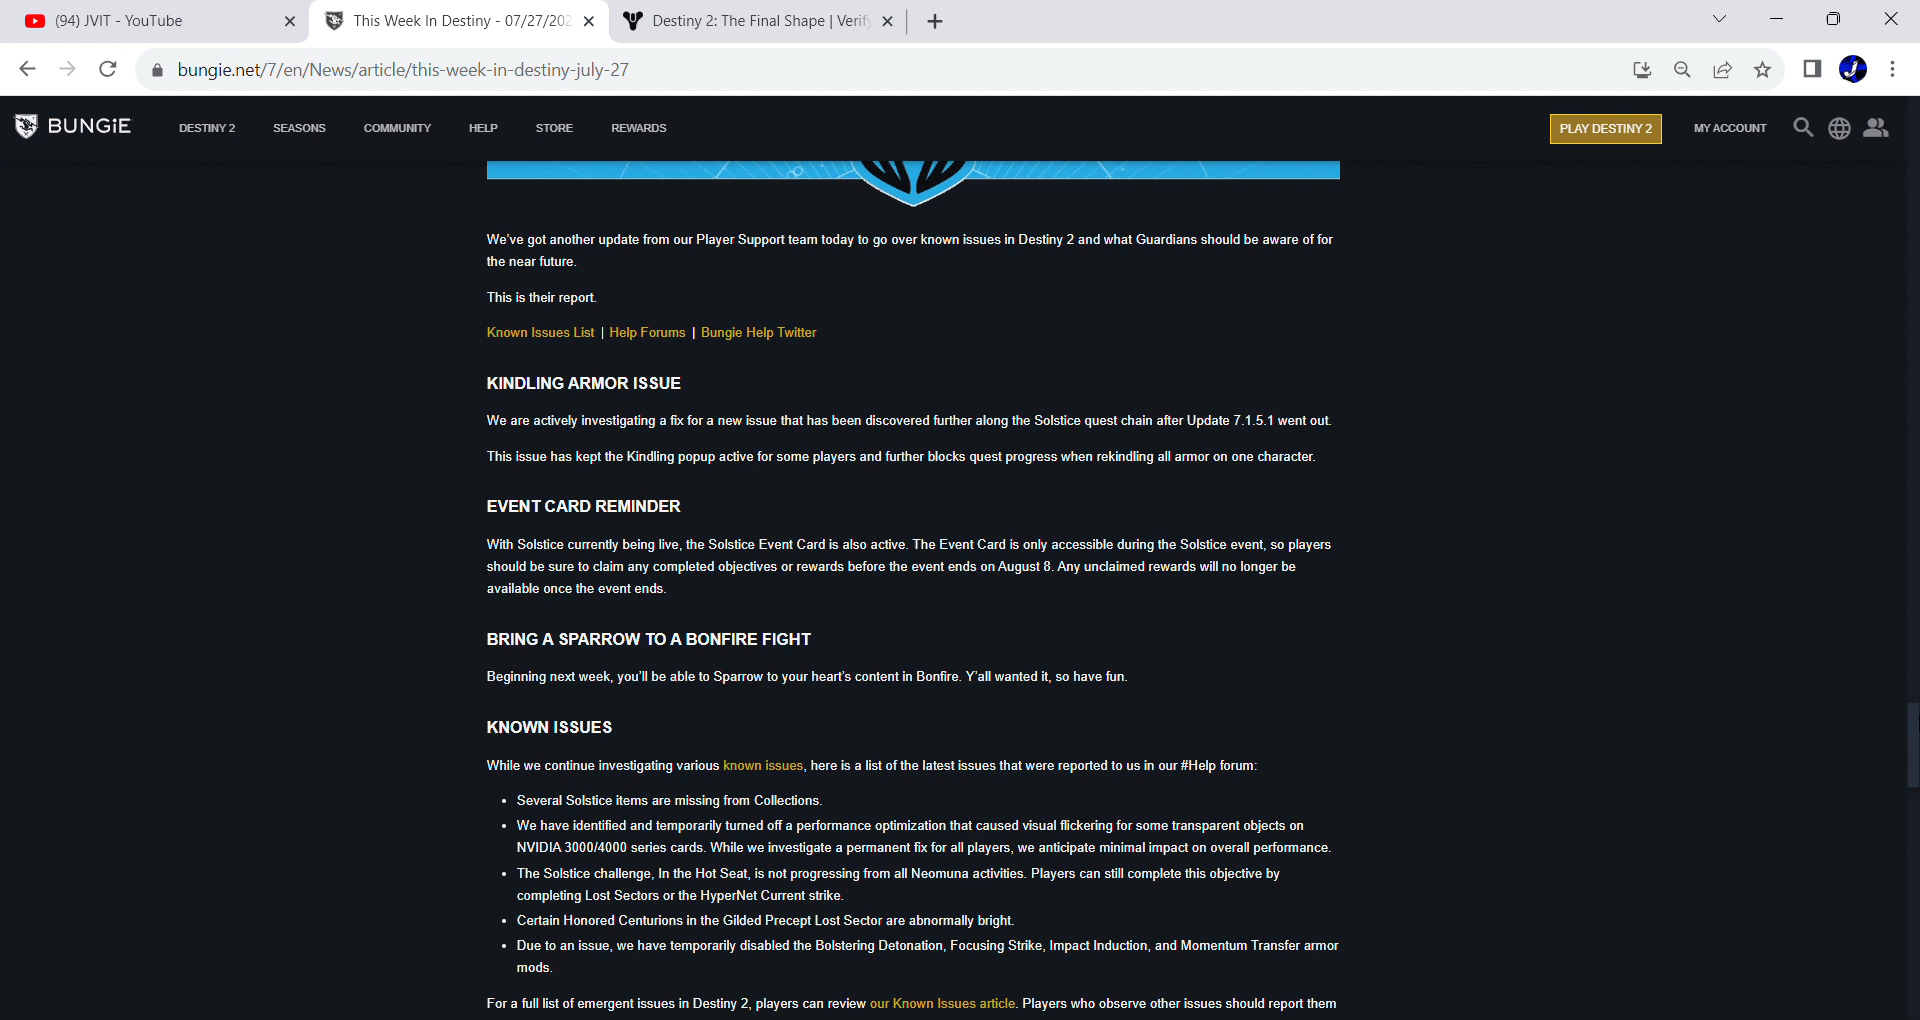 (94) JVIT - YouTube
This Week In Destiny - 07/27/202
Destiny 2: The Final Shape | Verif
bungie.net/7/en/News/article/this-week-in-destiny-july-27
BUNGiE
DESTINY 2
SEASONS
COMMUNITY
HELP
STORE
REWARDS
PLAY DESTINY 2
MY ACCOUNT
We've got another update from our Player Support team today to go over known issues in Destiny 2 and what Guardians should be aware of for
the near future.
This is their report.
Known Issues List | Help Forums | Bungie Help Twitter
KINDLING ARMOR ISSUE
We are actively investigating a fix for a new issue that has been discovered further along the Solstice quest chain after Update 7.1.5.1 went out.
This issue has kept the Kindling popup active for some players and further blocks quest progress when rekindling all armor on one character.
EVENT CARD REMINDER
With Solstice currently being live, the Solstice Event Card is also active. The Event Card is only accessible during the Solstice event, so players
should be sure to claim any completed objectives or rewards before the event ends on August 8. Any unclaimed rewards will no longer be
available once the event ends.
BRING A SPARROW TO A BONFIRE FIGHT
Beginning next week, you'll be able to Sparrow to your heart's content in Bonfire. Y'all wanted it, so have fun.
KNOWN ISSUES
While we continue investigating various known issues, here is a list of the latest issues that were reported to us in our #Help forum:
• Several Solstice items are missing from Collections.
• We have identified and temporarily turned off a performance optimization that caused visual flickering for some transparent objects on
NVIDIA 3000/4000 series cards. While we investigate a permanent fix for all players, we anticipate minimal impact on overall performance.
• The Solstice challenge, In the Hot Seat, is not progressing from all Neomuna activities. Players can still complete this objective by
completing Lost Sectors or the HyperNet Current strike.
• Certain Honored Centurions in the Gilded Precept Lost Sector are abnormally bright.
• Due to an issue, we have temporarily disabled the Bolstering Detonation, Focusing Strike, Impact Induction, and Momentum Transfer armor
mods.
For a full list of emergent issues in Destiny 2, players can review our Known Issues article. Players who observe other issues should report them